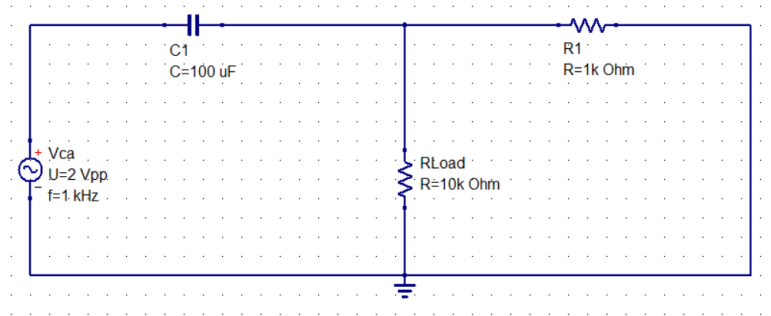 C1
C=100 uF
R1
R=1k Ohm
+ Vca
U=2 Vpp
f=1 kHz
RLoad
R=10k Ohm